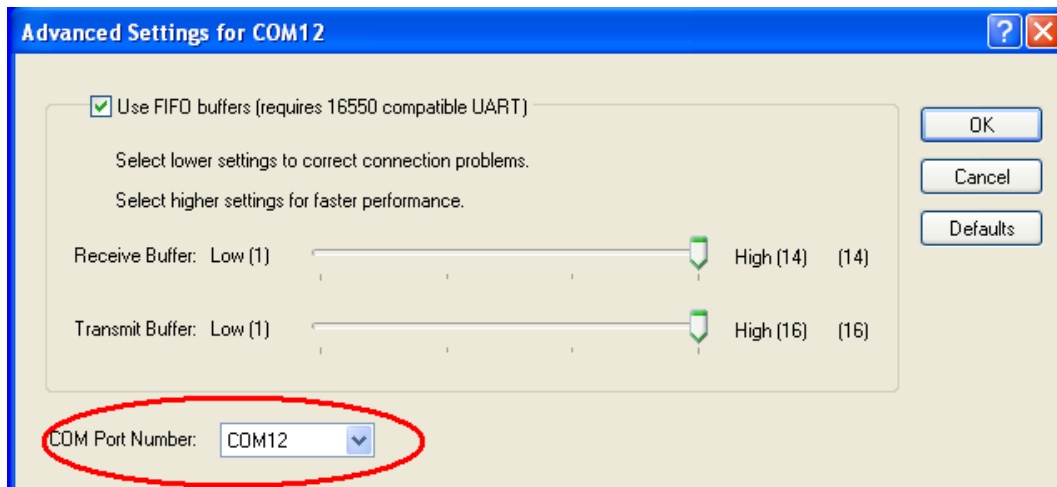 Advanced Settings for COM12
Use FIFO buffers (requires 16550 compatible UART)
OK
Select lower settings to correct connection problems.
Cancel
Select higher settings for faster performance.
Defaults
Receive Buffer: Low (1) High (14) (14)
Transmit Buffer: Low (1) High (16) (16)
COM Port Number: COM12